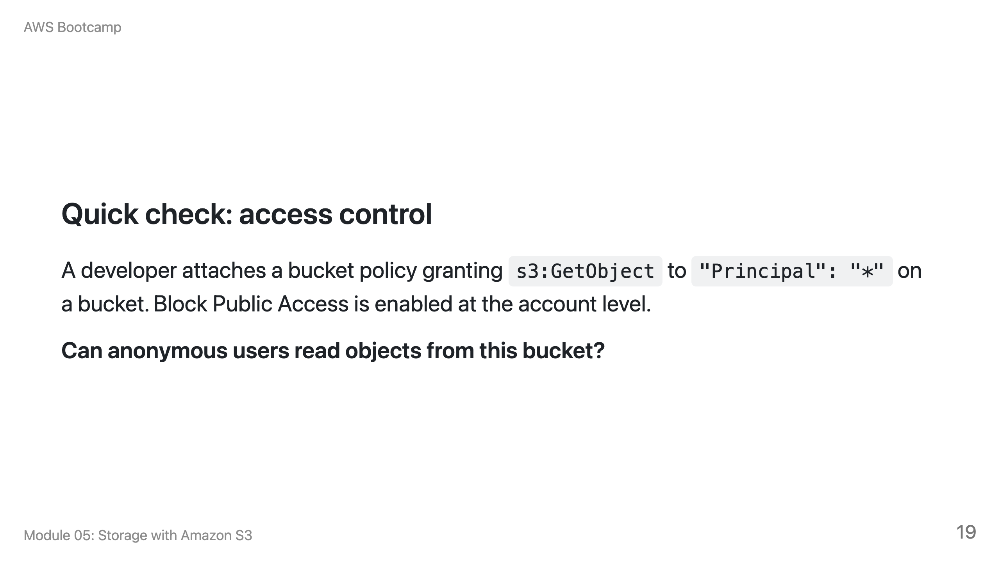 AWS Bootcamp
Quick check: access control
A developer attaches a bucket policy granting s3:GetObject to "Principal": "*" on
a bucket. Block Public Access is enabled at the account level.
Can anonymous users read objects from this bucket?
Module 05: Storage with Amazon S3
19